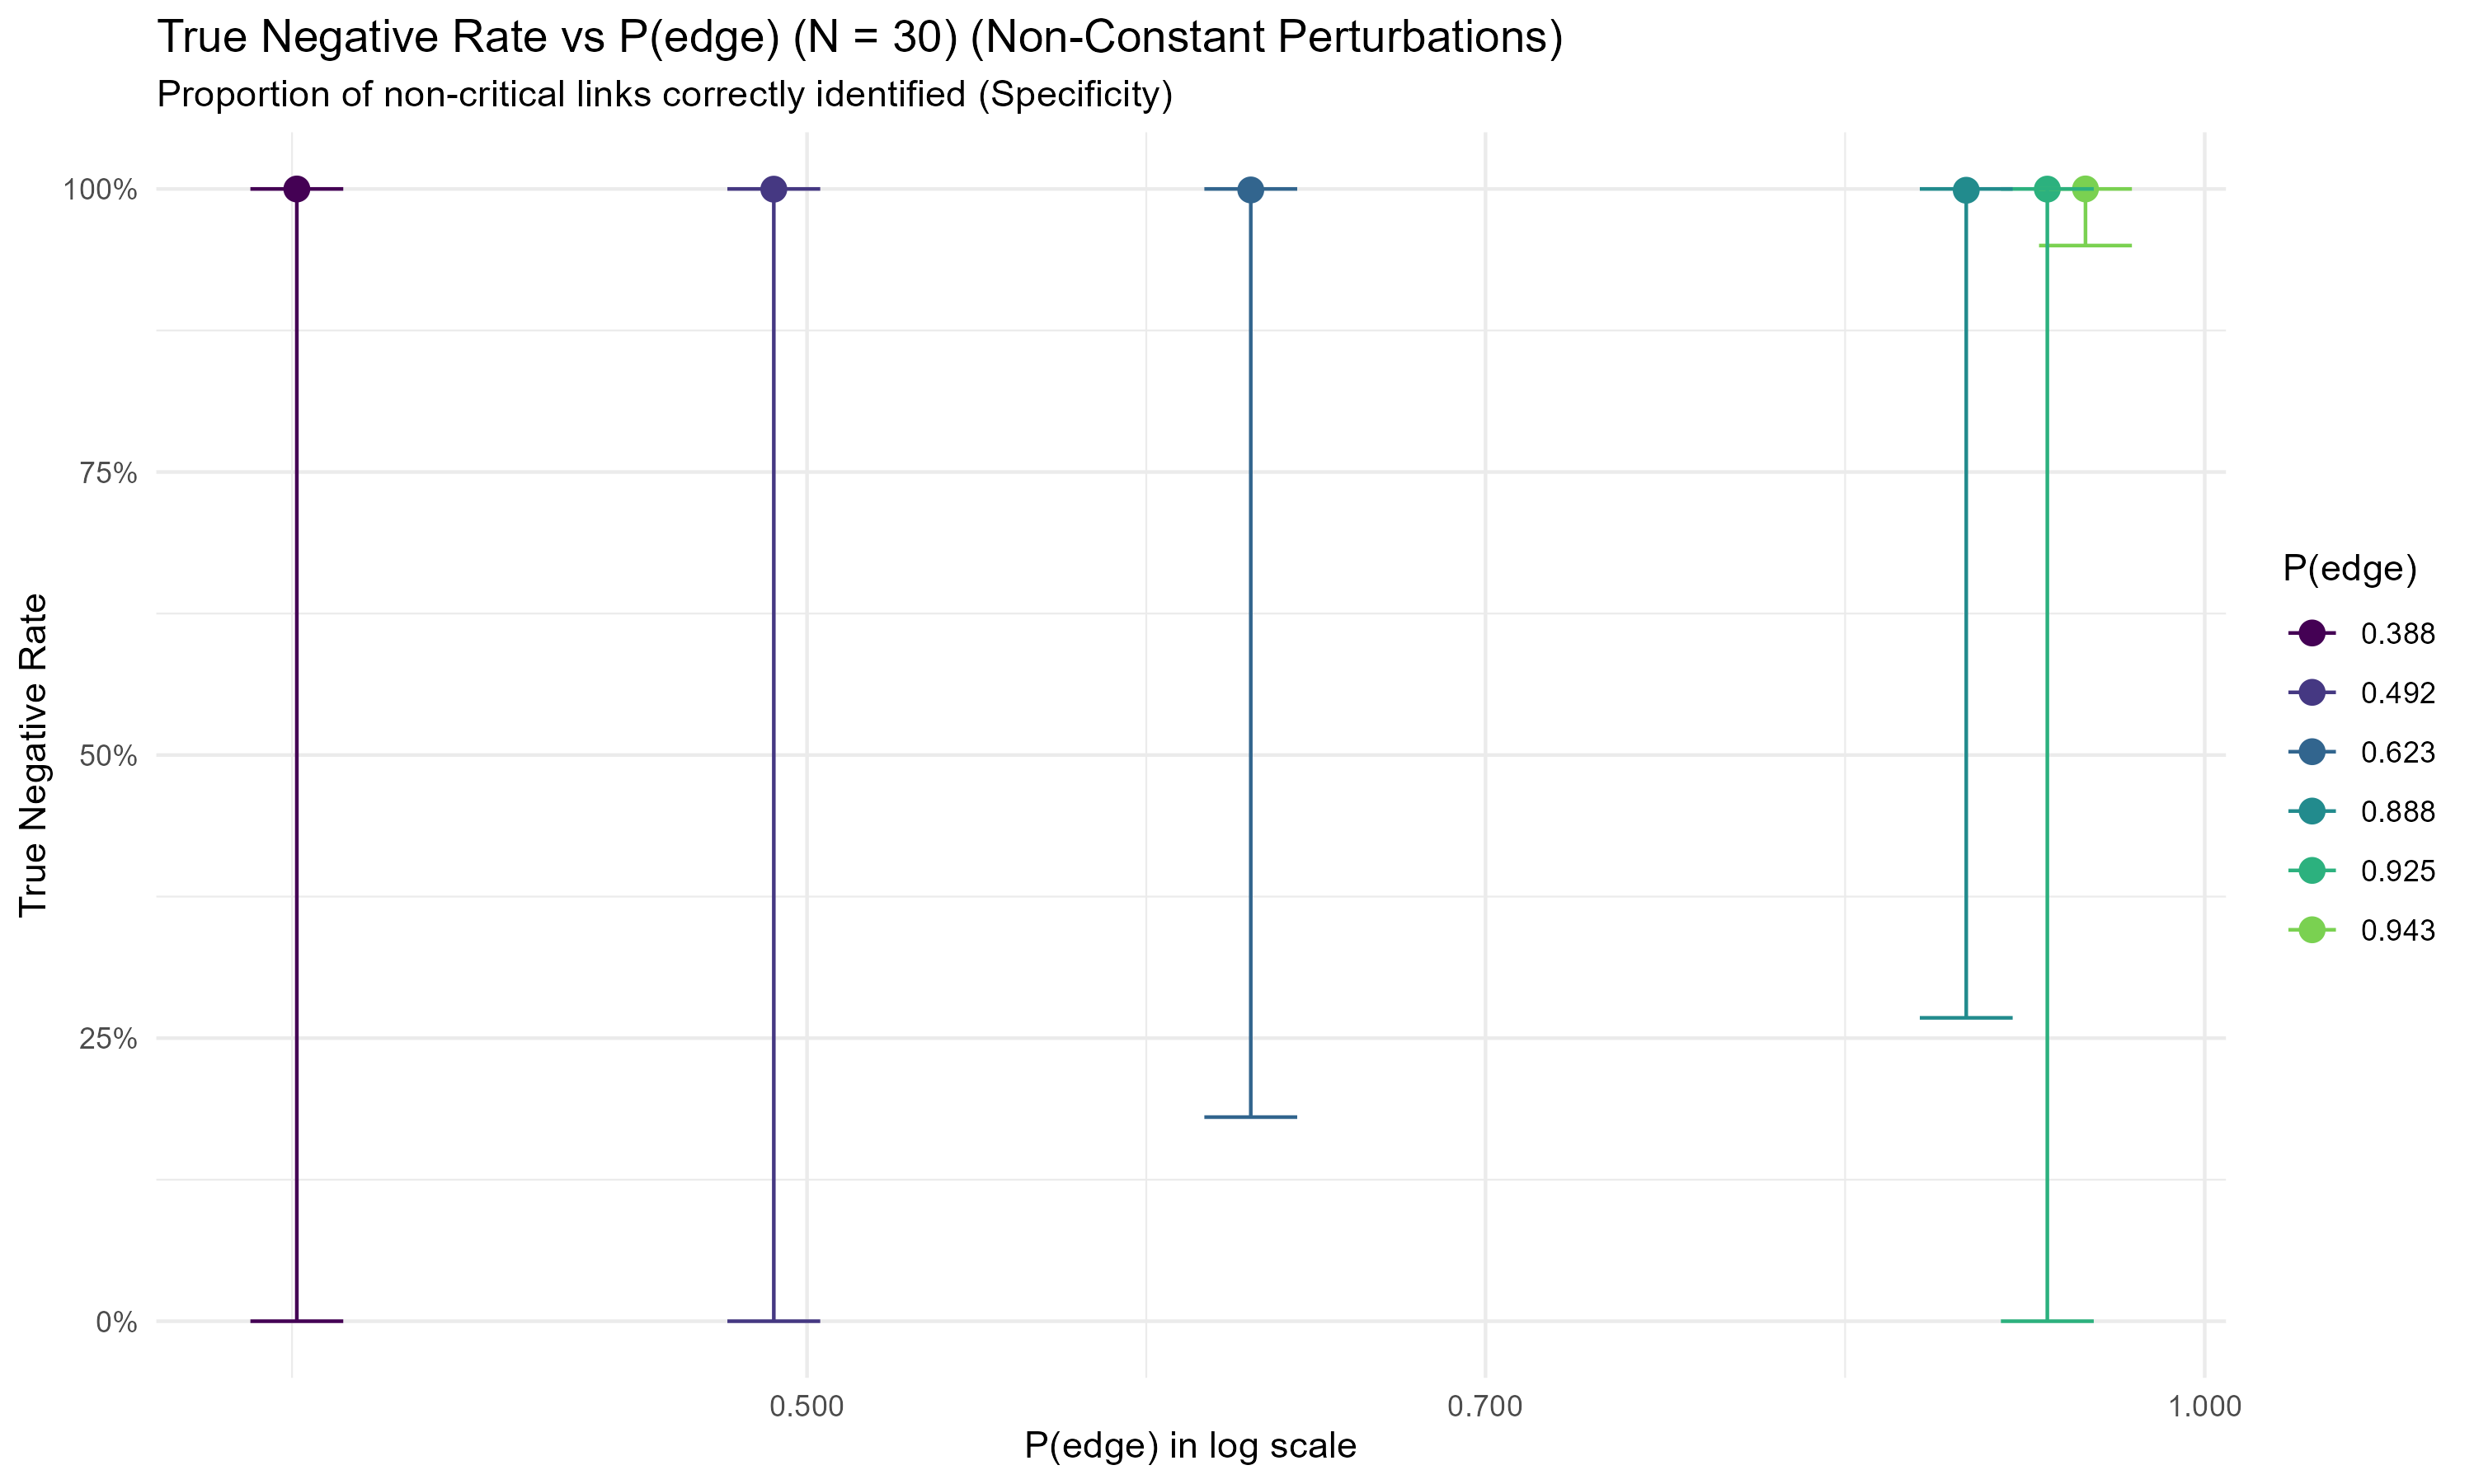 True Negative Rate vs P(edge) (N = 30) (Non-Constant Perturbations)
Proportion of non-critical links correctly identified (Specificity)
True Negative Rate
100%
75%
50%
25%
0%
0.500
0.700
1.000
P(edge) in log scale
P(edge)
0.388
0.492
0.623
0.888
0.925
0.943